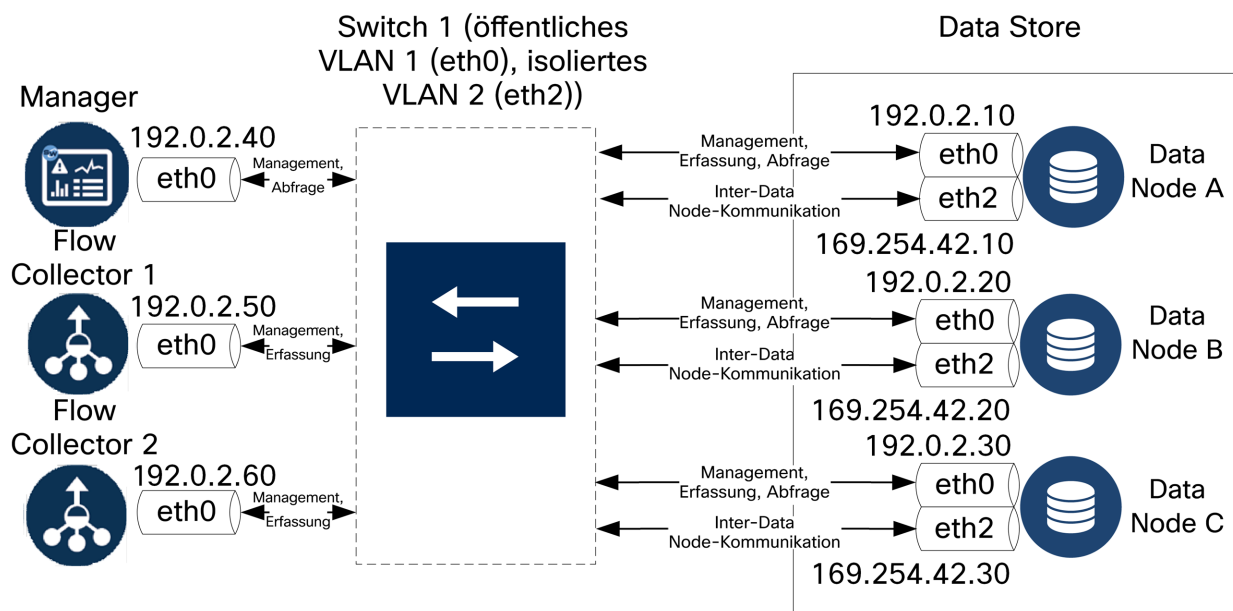 Switch 1 (öffentliches
VLAN 1 (eth0), isoliertes
VLAN 2 (eth2))
Data Store
Manager
192.0.2.40
eth0
Management,
Abfrage
Flow
Collector 1
192.0.2.50
eth0
Management,
Erfassung
Flow
Collector 2
192.0.2.60
eth0
Management,
Erfassung
Management,
Erfassung, Abfrage
Inter-Data
Node-Kommunikation
192.0.2.10
eth0
eth2
169.254.42.10
Data
Node A
Management,
Erfassung, Abfrage
Inter-Data
Node-Kommunikation
192.0.2.20
eth0
eth2
169.254.42.20
Data
Node B
Management,
Erfassung, Abfrage
Inter-Data
Node-Kommunikation
192.0.2.30
eth0
eth2
169.254.42.30
Data
Node C